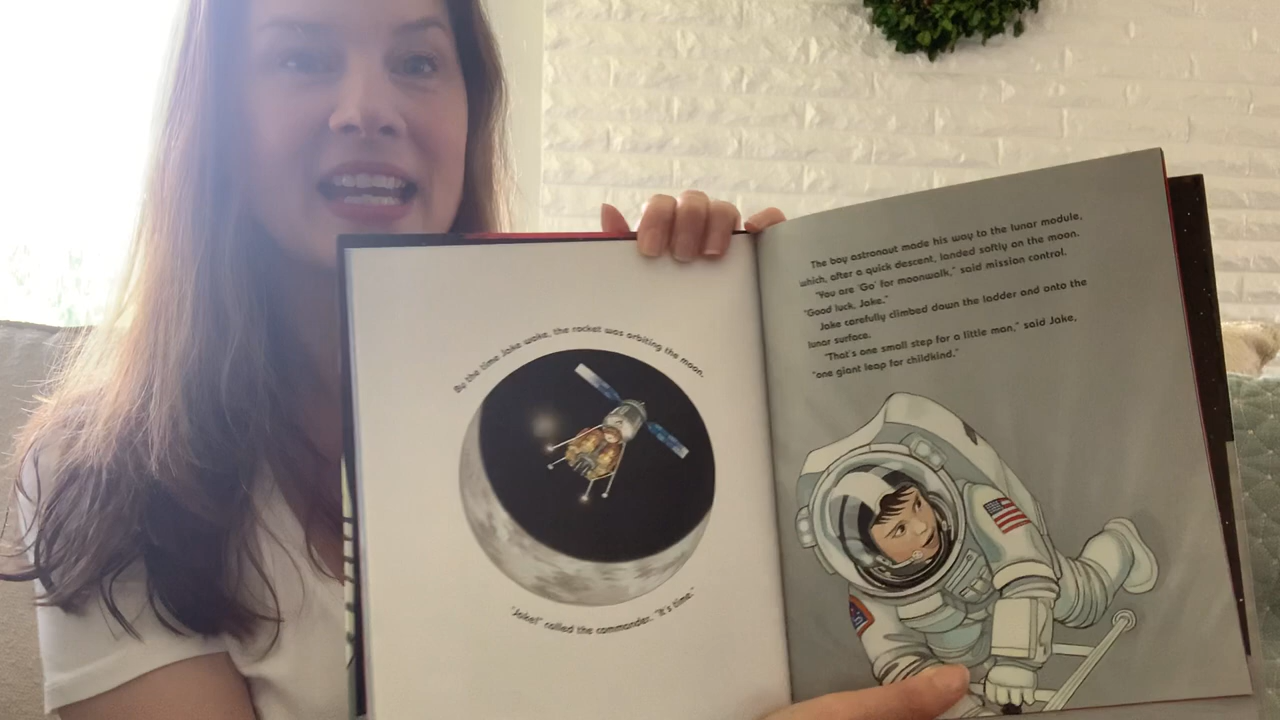 By the time Jake woke, the rocket was orbiting the moon.
"Jake!" called the commander. "It's time."
The boy astronaut made his way to the lunar module,
which, after a quick descent, landed softly on the moon.
"You are 'Go' for moonwalk," said mission control.
"Good luck, Jake."
Jake carefully climbed down the ladder and onto the
lunar surface.
"That's one small step for a little man," said Jake,
"one giant leap for childkind."